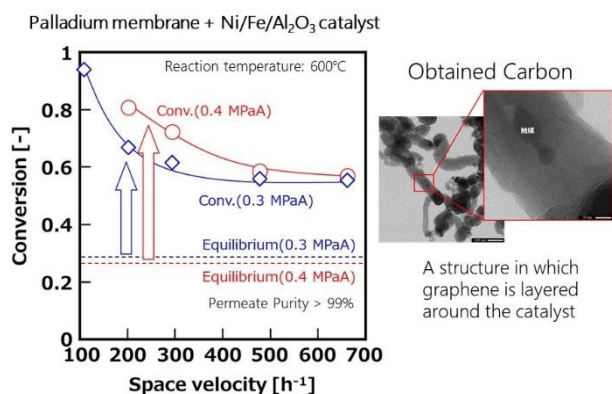 Palladium membrane + Ni/Fe/Al₂O₃ catalyst
Conversion [-]
1
0.8
0.6
0.4
0.2
0
Reaction temperature: 600℃
Conv.(0.4 MPaA)
Conv.(0.3 MPaA)
Equilibrium(0.3 MPaA)
Equilibrium(0.4 MPaA)
Permeate Purity > 99%
100 200 300 400 500 600 700
Space velocity [h⁻¹]
Obtained Carbon
触媒
A structure in which
graphene is layered
around the catalyst